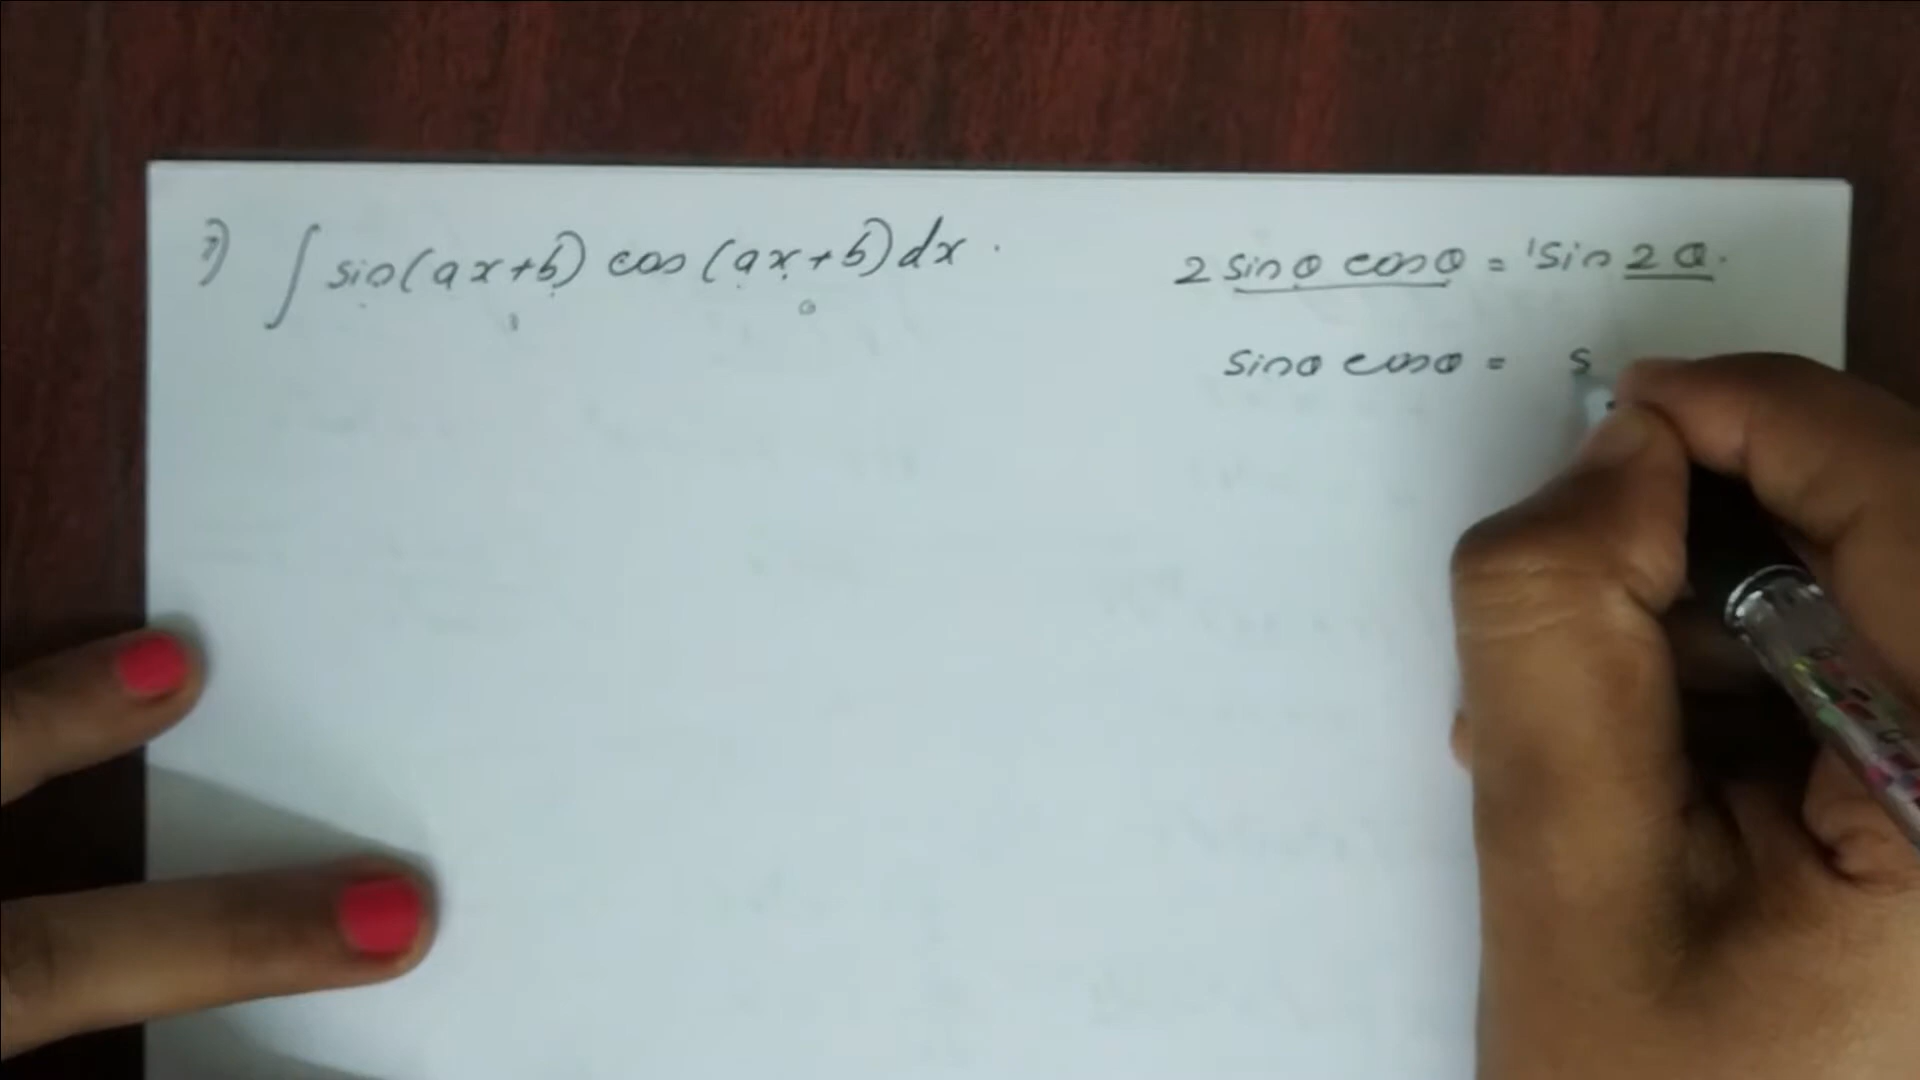 7) ∫ sin(ax+b) cos(ax+b)dx.
2 sinθ cosθ = sin 2θ.
sinθ cosθ = s